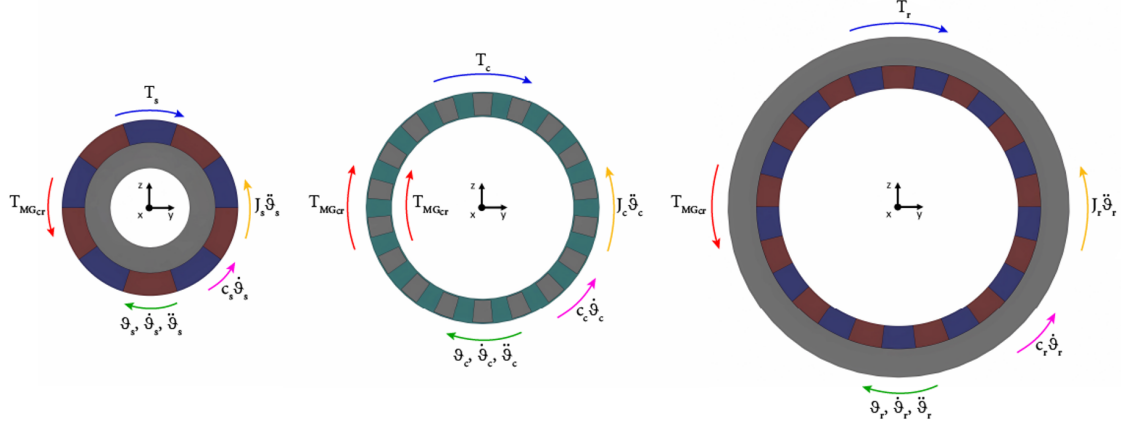 T_s
T_MGcr
z
x y
J_s ϑ̈_s
c_s ϑ̇_s
ϑ_s, ϑ̇_s, ϑ̈_s
T_c
T_MGcr
T_MGcr
z
x y
J_c ϑ̈_c
c_c ϑ̇_c
ϑ_c, ϑ̇_c, ϑ̈_c
T_r
T_MGcr
z
x y
J_r ϑ̈_r
c_r ϑ̇_r
ϑ_r, ϑ̇_r, ϑ̈_r